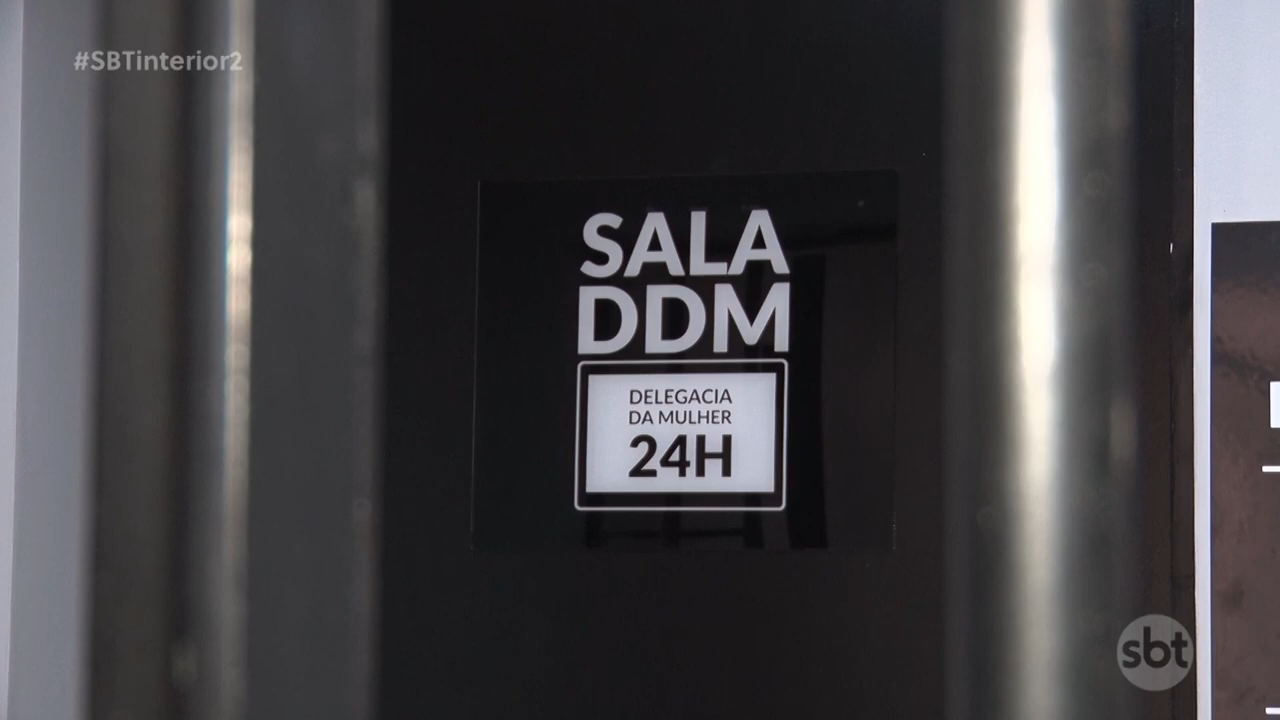 #SBTinterior2
SALA
DDM
DELEGACIA
DA MULHER
24H
sbt